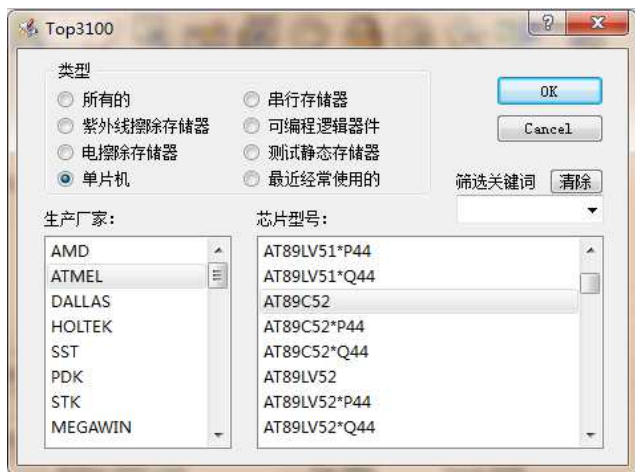 Top3100
类型
所有的
串行存储器
紫外线擦除存储器
可编程逻辑器件
电擦除存储器
测试静态存储器
单片机
最近经常使用的
OK
Cancel
筛选关键词 清除
生产厂家:
AMD
ATMEL
DALLAS
HOLTEK
SST
PDK
STK
MEGAWIN
芯片型号:
AT89LV51*P44
AT89LV51*Q44
AT89C52
AT89C52*P44
AT89C52*Q44
AT89LV52
AT89LV52*P44
AT89LV52*Q44